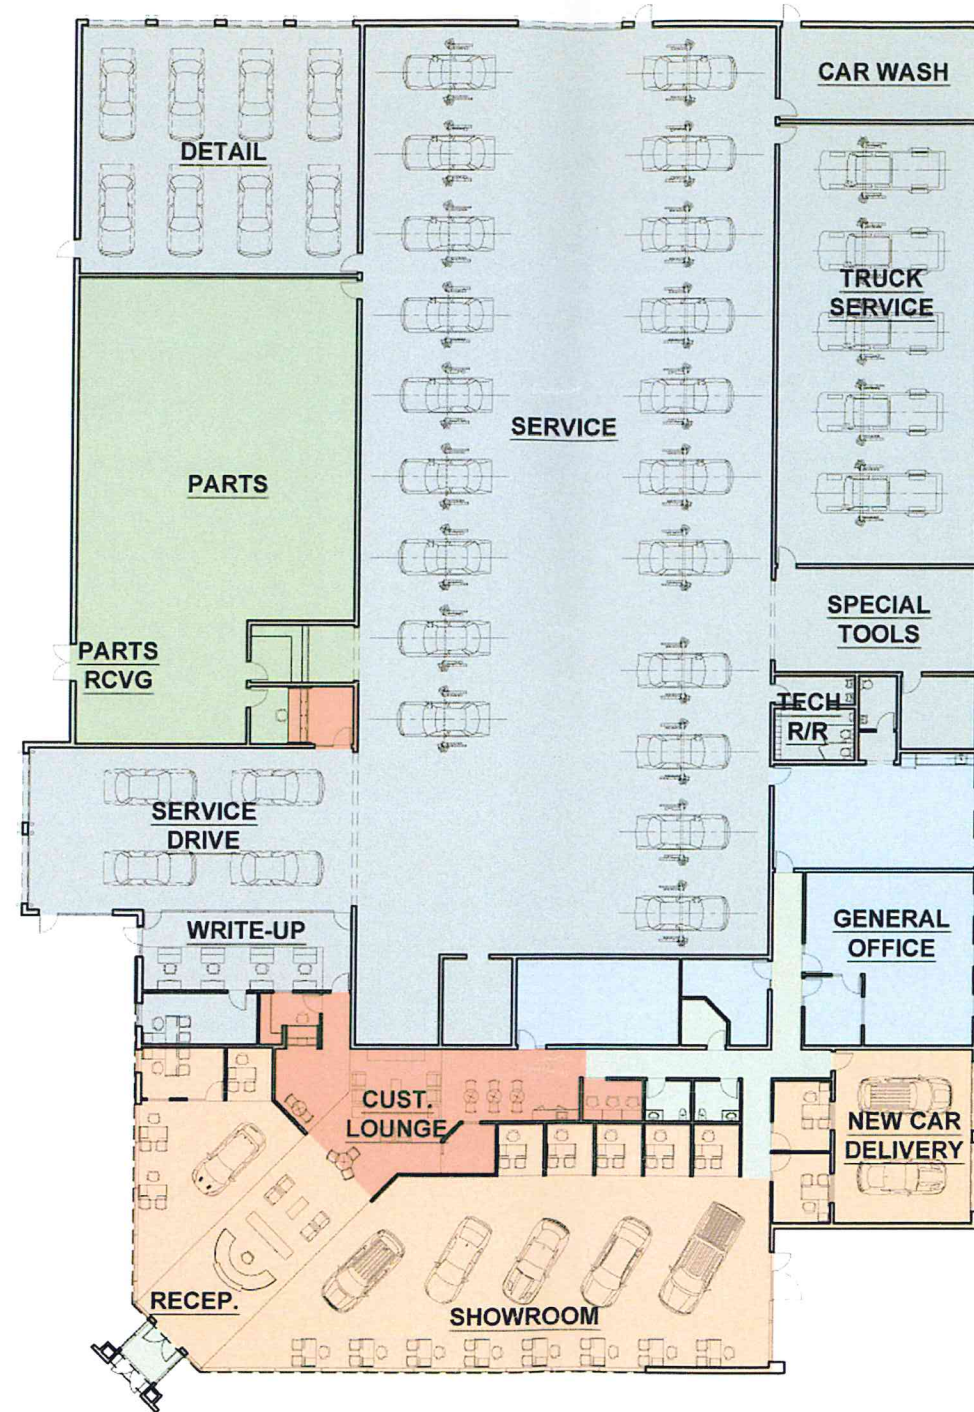 CAR WASH
DETAIL
TRUCK
SERVICE
SERVICE
PARTS
SPECIAL
TOOLS
PARTS
RCVG
TECH
R/R
SERVICE
DRIVE
WRITE-UP
GENERAL
OFFICE
CUST.
LOUNGE
NEW CAR
DELIVERY
RECEP.
SHOWROOM